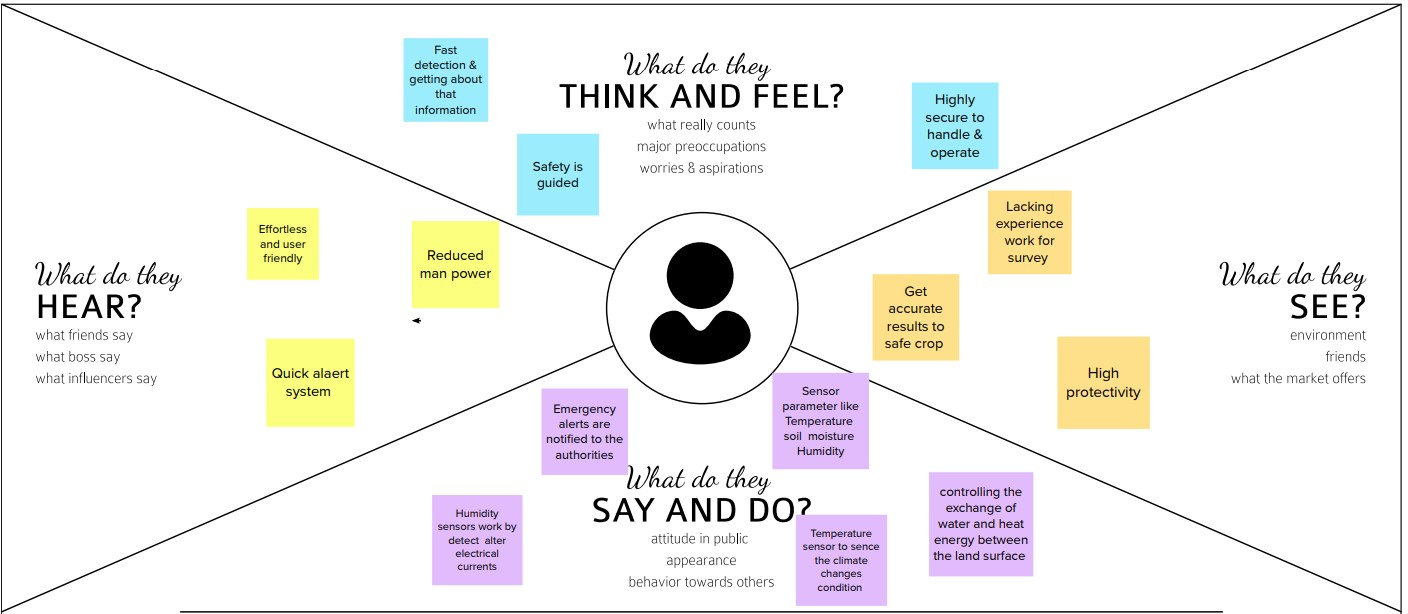 Fast
detection &
getting about
that
information
What do they
THINK AND FEEL?
what really counts
major preoccupations
worries & aspirations
Highly
secure to
handle &
operate
Safety is
guided
What do they
HEAR?
what friends say
what boss say
what influencers say
Effortless
and user
friendly
Reduced
man power
Quick alaert
system
Lacking
experience
work for
survey
Get
accurate
results to
safe crop
High
protectivity
What do they
SEE?
environment
friends
what the market offers
Emergency
alerts are
notified to the
authorities
Sensor
parameter like
Temperature
soil moisture
Humidity
What do they
SAY AND DO?
attitude in public
appearance
behavior towards others
Humidity
sensors work by
detect alter
electrical
currents
Temperature
sensor to sence
the climate
changes
condition
controlling the
exchange of
water and heat
energy between
the land surface